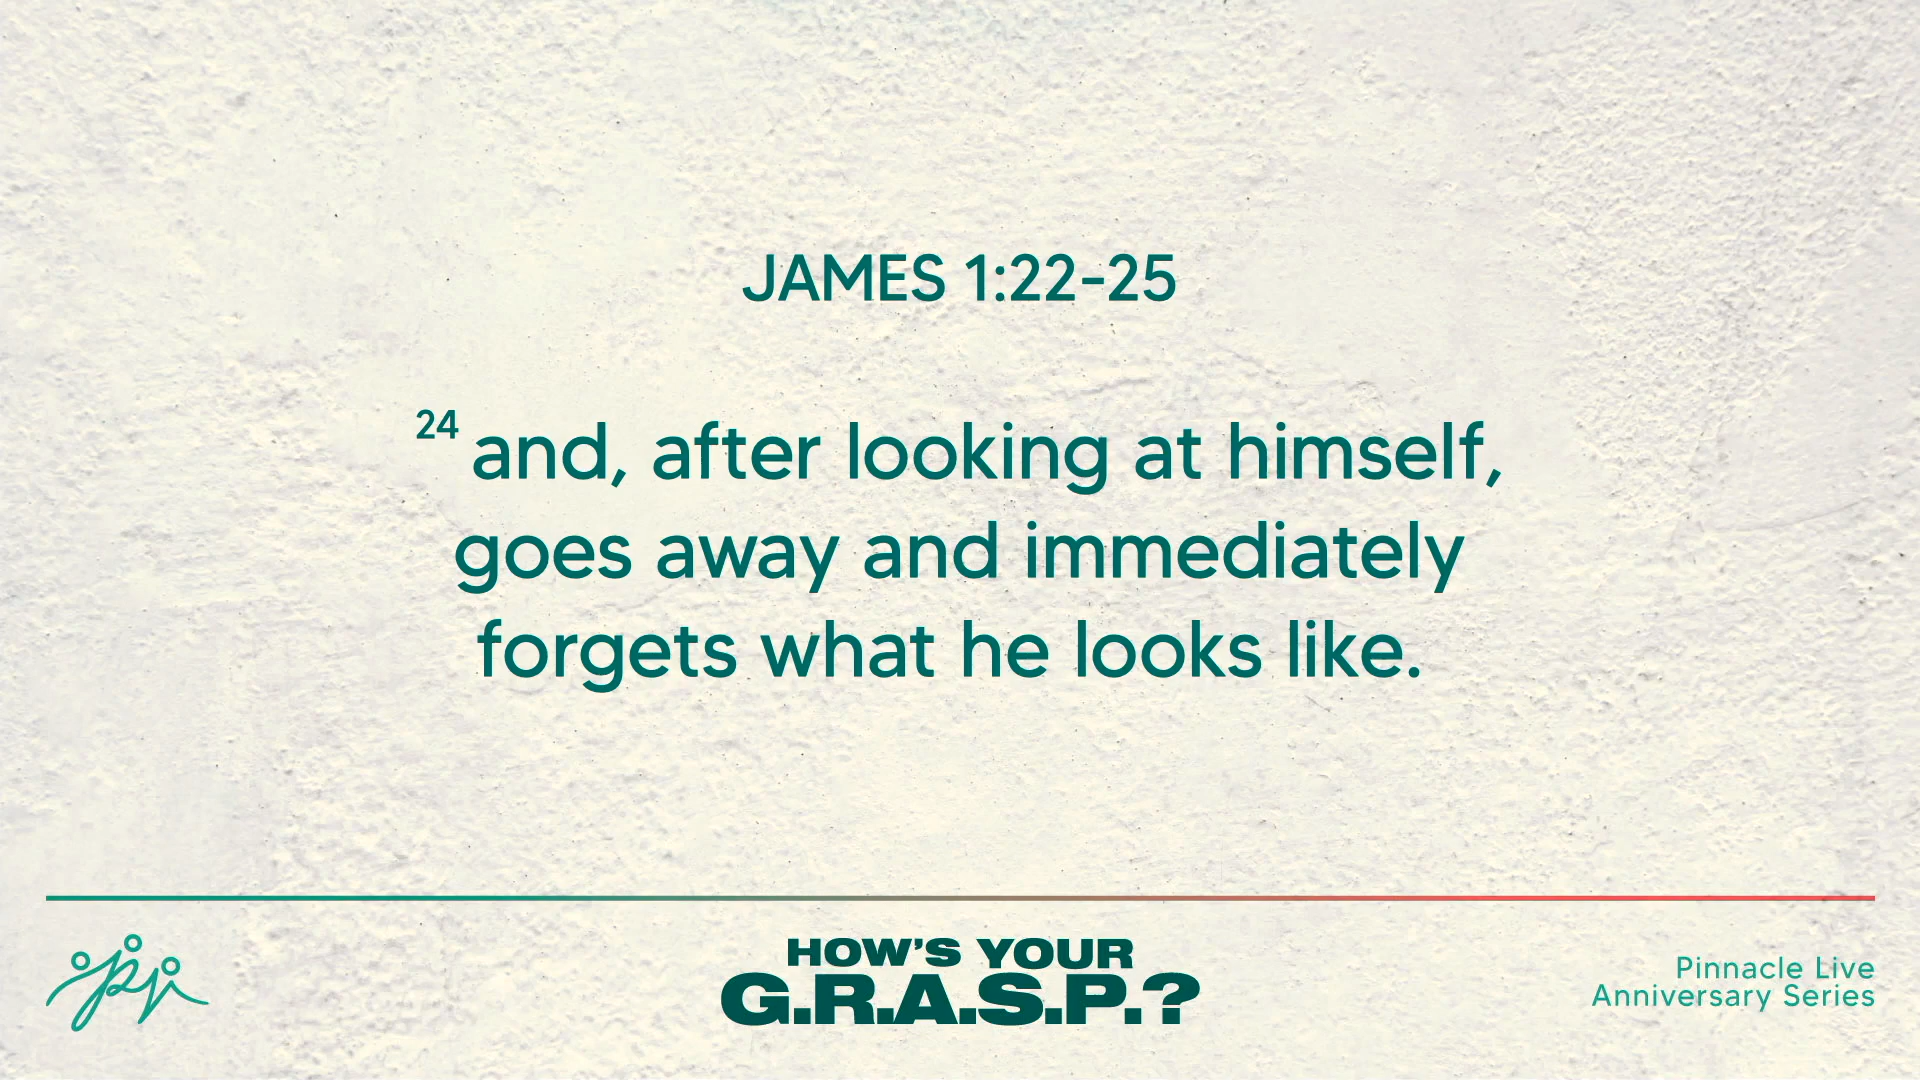 JAMES 1:22-25
24 and, after looking at himself,
goes away and immediately
forgets what he looks like.
HOW'S YOUR
G.R.A.S.P.?
Pinnacle Live
Anniversary Series